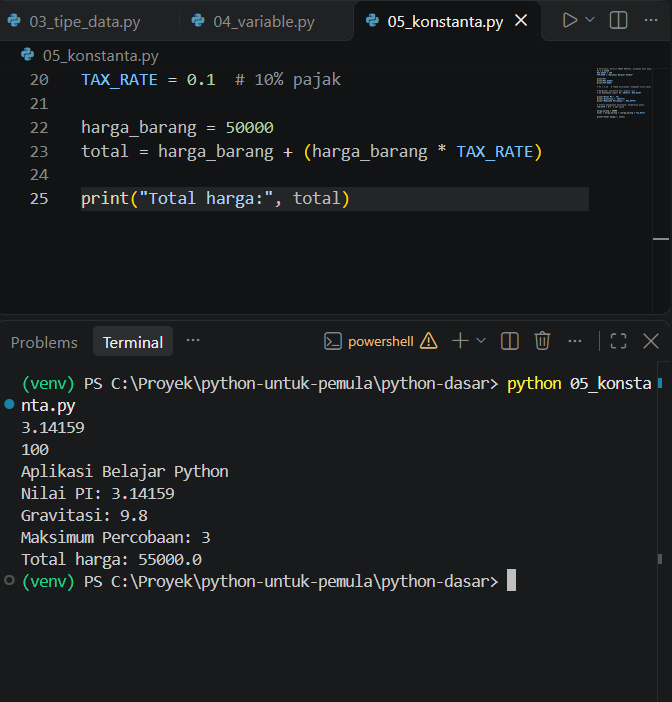 03_tipe_data.py 04_variable.py 05_konstanta.py
05_konstanta.py
20 TAX_RATE = 0.1  # 10% pajak
21
22 harga_barang = 50000
23 total = harga_barang + (harga_barang * TAX_RATE)
24
25 print("Total harga:", total)
Problems Terminal ··· powershell
(venv) PS C:\Proyek\python-untuk-pemula\python-dasar> python 05_konsta
nta.py
3.14159
100
Aplikasi Belajar Python
Nilai PI: 3.14159
Gravitasi: 9.8
Maksimum Percobaan: 3
Total harga: 55000.0
(venv) PS C:\Proyek\python-untuk-pemula\python-dasar>